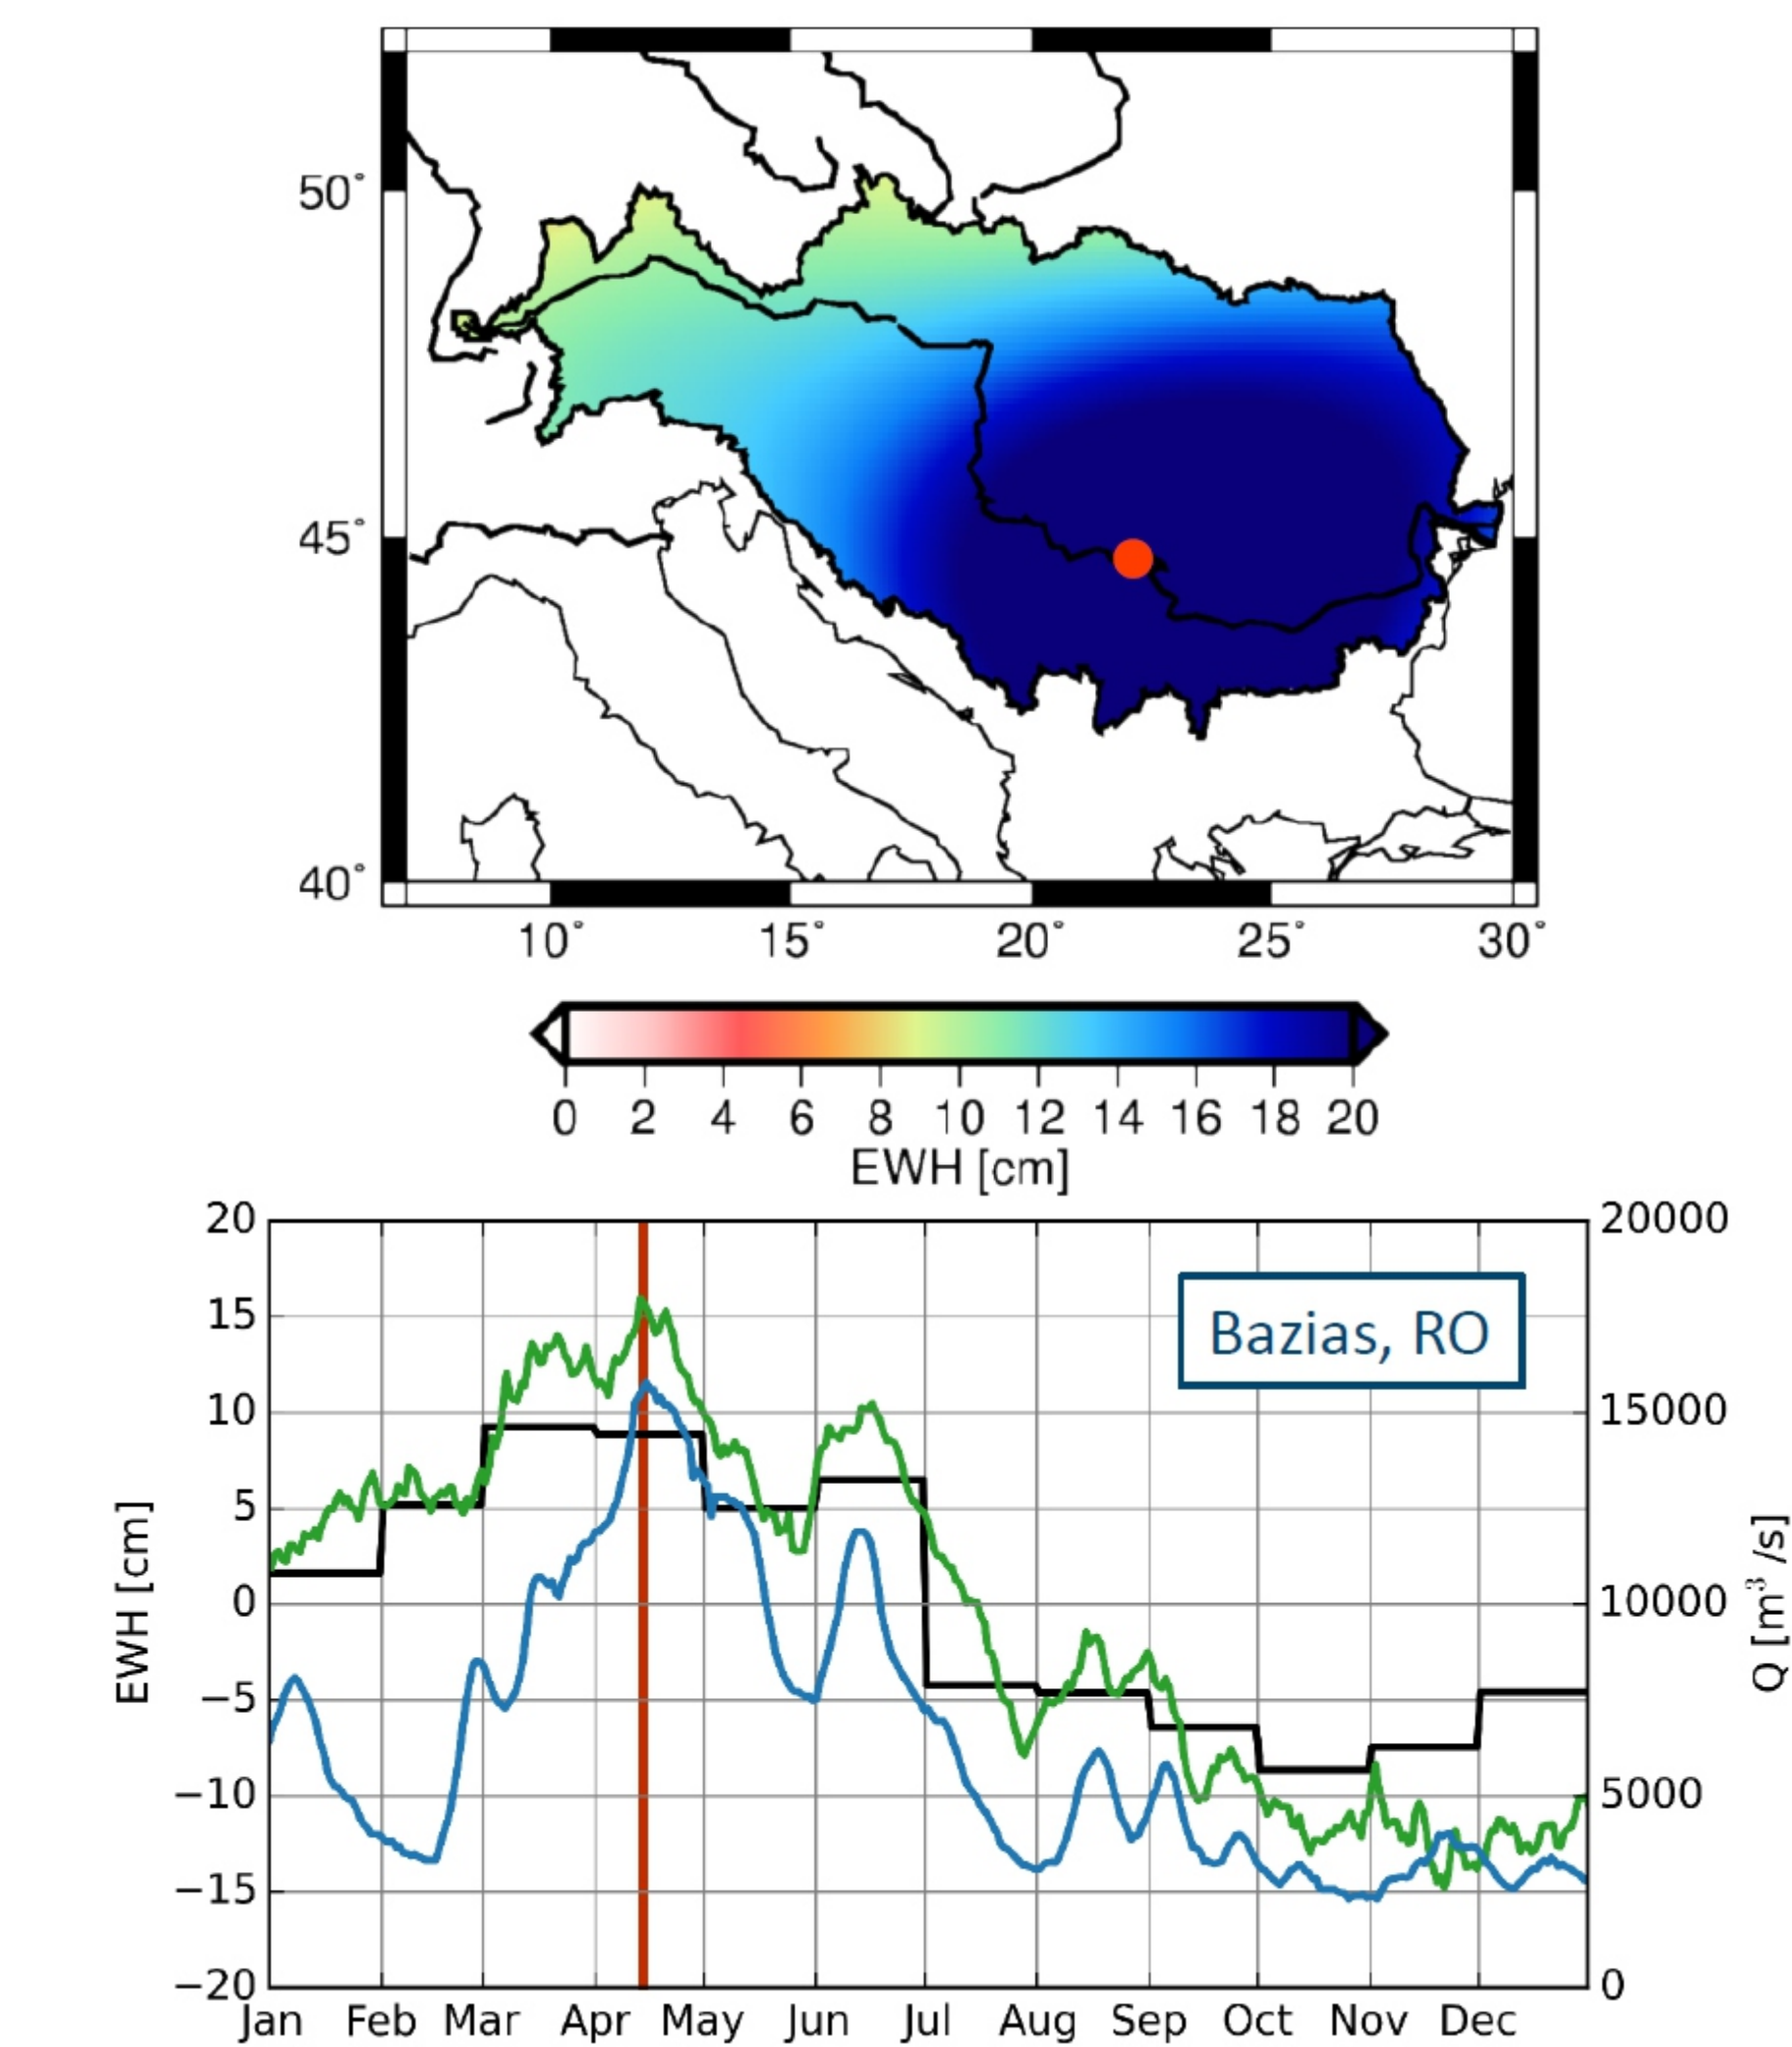 50°
45°
40°
10° 15° 20° 25° 30°
0 2 4 6 8 10 12 14 16 18 20
EWH [cm]
20 20000
15 15000
10 10000
5 5000
0 0
−5
−10
−15
−20
EWH [cm]
Q [m³/s]
Bazias, RO
Jan Feb Mar Apr May Jun Jul Aug Sep Oct Nov Dec